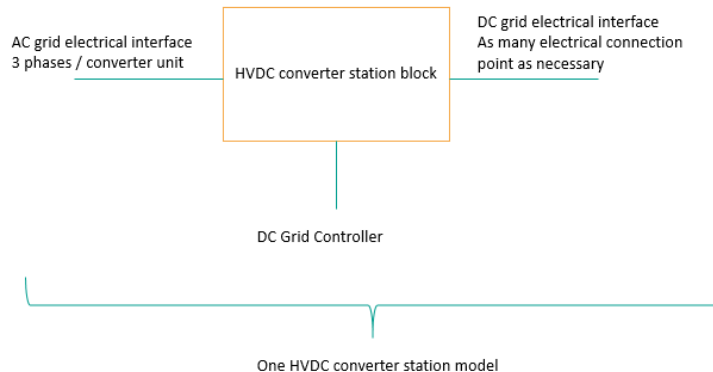 AC grid electrical interface
3 phases / converter unit
HVDC converter station block
DC grid electrical interface
As many electrical connection
point as necessary
DC Grid Controller
One HVDC converter station model